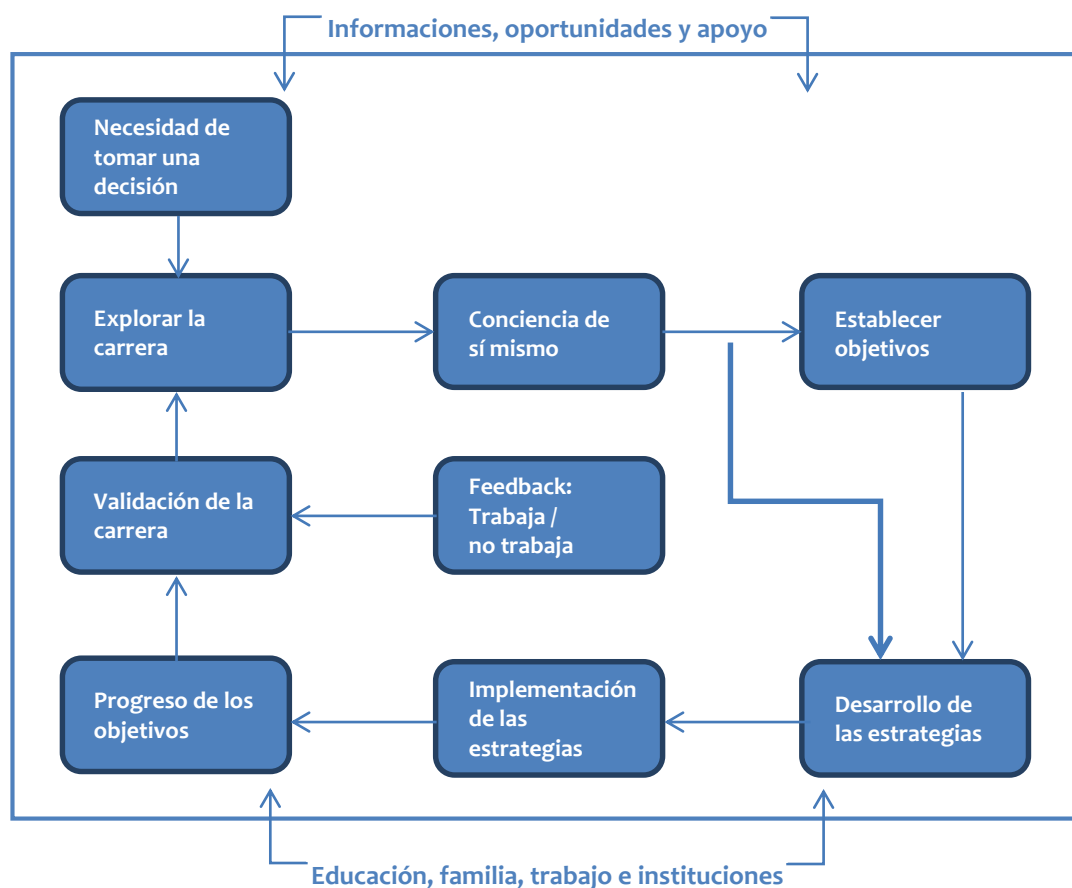 Informaciones, oportunidades y apoyo
Necesidad de
tomar una
decisión
Explorar la
carrera
Conciencia de
sí mismo
Establecer
objetivos
Validación de la
carrera
Feedback:
Trabaja /
no trabaja
Progreso de los
objetivos
Implementación
de las
estrategias
Desarrollo de
las estrategias
Educación, familia, trabajo e instituciones